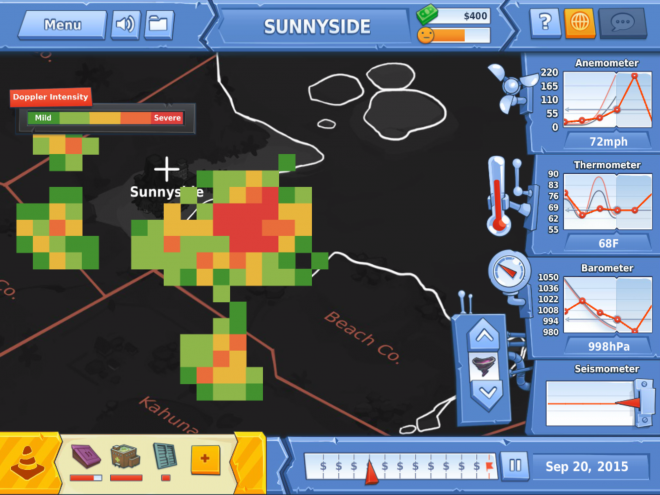 Menu
SUNNYSIDE
$400
?
Doppler Intensity
Mild
Severe
Sunnyside
Co.
Co.
Beach Co.
Kahuna
Anemometer
220
165
110
55
0
72mph
Thermometer
90
83
76
69
62
55
68F
Barometer
1050
1036
1022
1008
994
980
998hPa
Seismometer
+
$ $ $ $ $ $ $ $ $ $ $
Sep 20, 2015